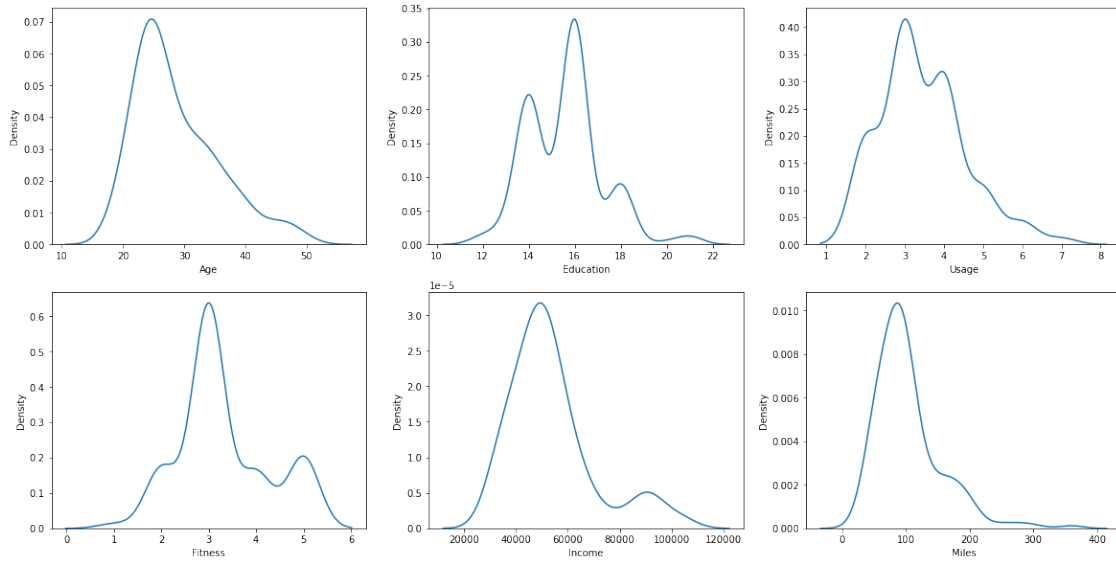 0.07
0.06
0.05
0.04
0.03
0.02
0.01
0.00
Density
10 20 30 40 50
Age
0.35
0.30
0.25
0.20
0.15
0.10
0.05
0.00
Density
10 12 14 16 18 20 22
Education
0.40
0.35
0.30
0.25
0.20
0.15
0.10
0.05
0.00
Density
1 2 3 4 5 6 7 8
Usage
0.6
0.5
0.4
0.3
0.2
0.1
0.0
Density
0 1 2 3 4 5 6
Fitness
1e-5
3.0
2.5
2.0
1.5
1.0
0.5
0.0
Density
20000 40000 60000 80000 100000 120000
Income
0.010
0.008
0.006
0.004
0.002
0.000
Density
0 100 200 300 400
Miles